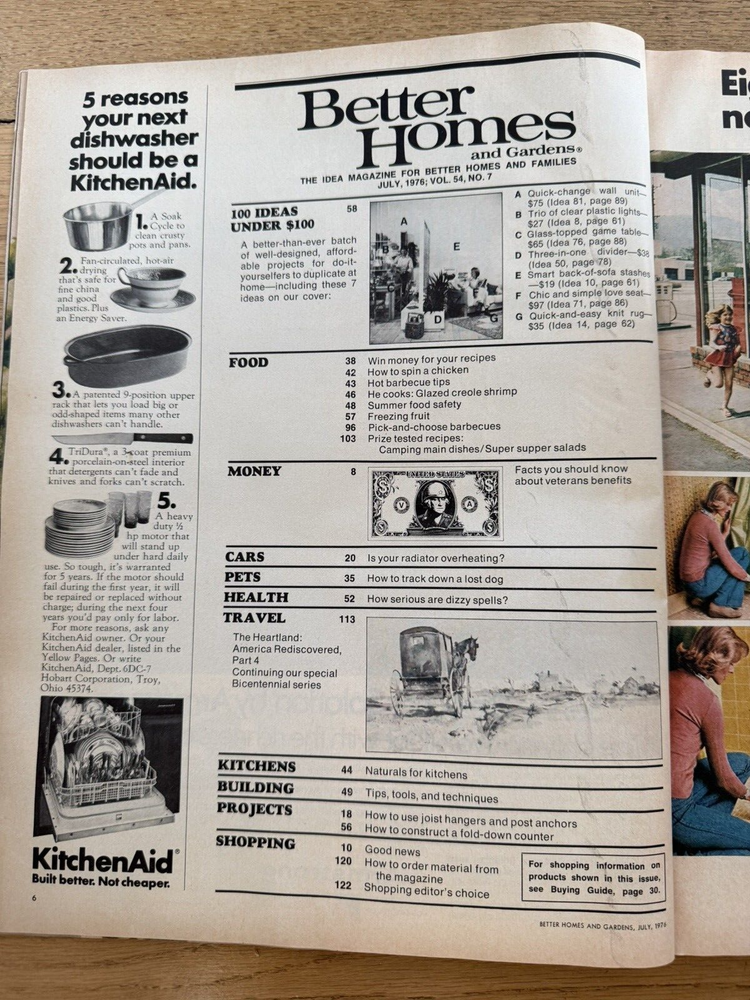 5 reasons
your next
dishwasher
should be a
KitchenAid.
1. A Soak
Cycle to
clean crusty
pots and pans.
2. Fan-circulated, hot-air
drying
that's safe for
fine china
and good
plastics. Plus
an Energy Saver.
3. A patented 9-position upper
rack that lets you load big or
odd-shaped items many other
dishwashers can't handle.
4. TriDura®, a 3-coat premium
porcelain-on-steel interior
that detergents can't fade and
knives and forks can't scratch.
5.
A heavy
duty ½
hp motor that
will stand up
under hard daily
use. So tough, it's warranted
for 5 years. If the motor should
fail during the first year, it will
be repaired or replaced without
charge; during the next four
years you'd pay only for labor.
For more reasons, ask any
KitchenAid owner. Or your
KitchenAid dealer, listed in the
Yellow Pages. Or write
KitchenAid, Dept. 6DC-7
Hobart Corporation, Troy,
Ohio 45374.
KitchenAid®
Built better. Not cheaper.
6
Better
Homes
and Gardens®
THE IDEA MAGAZINE FOR BETTER HOMES AND FAMILIES
JULY, 1976; VOL. 54, NO. 7
100 IDEAS 58
UNDER $100
A better-than-ever batch
of well-designed, afford-
able projects for do-it-
yourselfers to duplicate at
home—including these 7
ideas on our cover:
A
B
E
D
G
A Quick-change wall unit—
$75 (Idea 81, page 89)
B Trio of clear plastic lights—
$27 (Idea 8, page 61)
C Glass-topped game table—
$65 (Idea 76, page 88)
D Three-in-one divider—$38
(Idea 50, page 78)
E Smart back-of-sofa stashes
—$19 (Idea 10, page 61)
F Chic and simple love seat—
$97 (Idea 71, page 86)
G Quick-and-easy knit rug—
$35 (Idea 14, page 62)
FOOD
38 Win money for your recipes
42 How to spin a chicken
43 Hot barbecue tips
46 He cooks: Glazed creole shrimp
48 Summer food safety
57 Freezing fruit
96 Pick-and-choose barbecues
103 Prize tested recipes:
Camping main dishes/Super supper salads
MONEY 8
UNITED STATES
V A
Facts you should know
about veterans benefits
CARS 20 Is your radiator overheating?
PETS 35 How to track down a lost dog
HEALTH 52 How serious are dizzy spells?
TRAVEL 113
The Heartland:
America Rediscovered,
Part 4
Continuing our special
Bicentennial series
KITCHENS 44 Naturals for kitchens
BUILDING 49 Tips, tools, and techniques
PROJECTS 18 How to use joist hangers and post anchors
56 How to construct a fold-down counter
SHOPPING 10 Good news
120 How to order material from
the magazine
122 Shopping editor's choice
For shopping information on
products shown in this issue,
see Buying Guide, page 30.
BETTER HOMES AND GARDENS, JULY, 1976